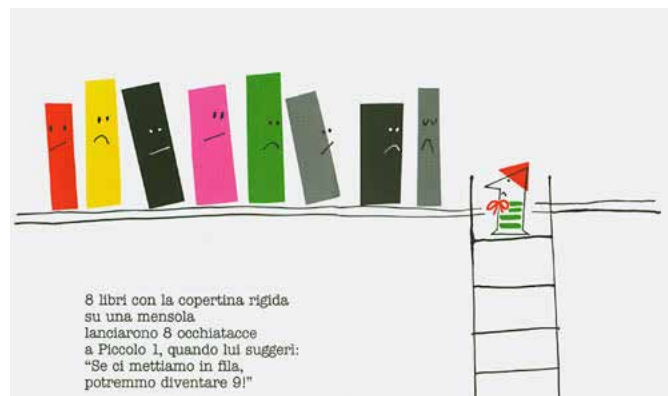 8 libri con la copertina rigida
su una mensola
lanciarono 8 occhiatacce
a Piccolo 1, quando lui suggerì:
“Se ci mettiamo in fila,
potremmo diventare 9!”